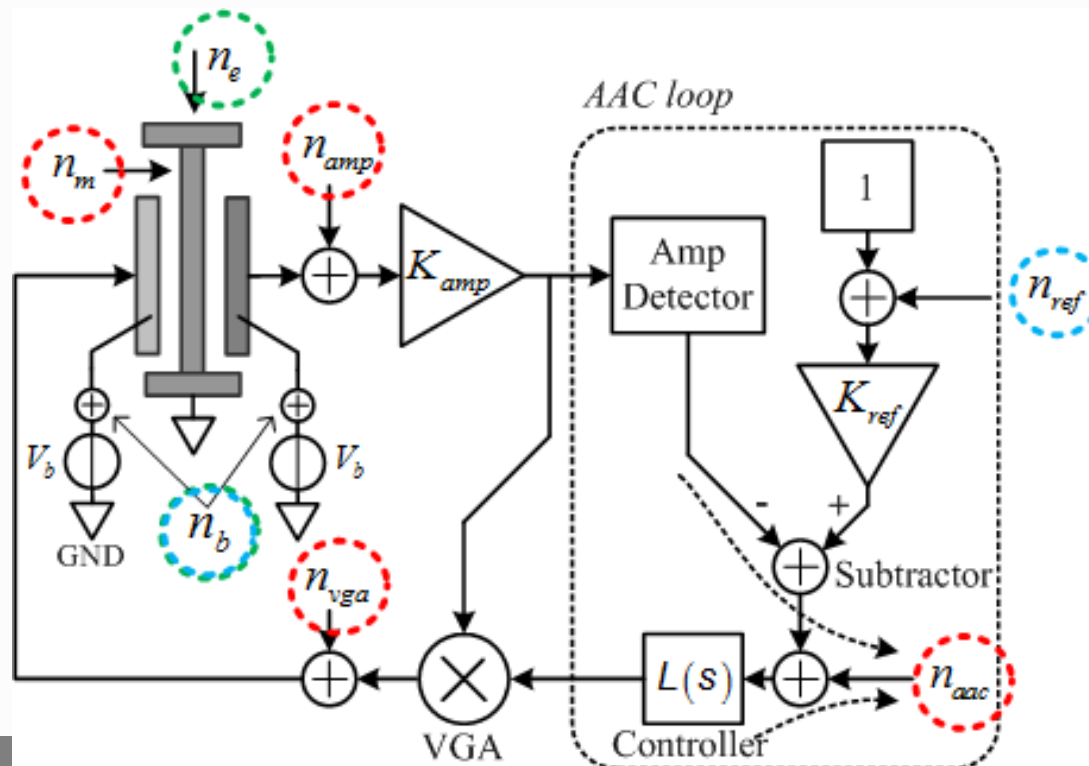 n_e
AAC loop
n_amp
n_m
1
K_amp
Amp
Detector
n_ref
K_ref
V_b
V_b
-
+
n_b
GND
Subtractor
n_vga
L(s)
n_aac
VGA
Controller